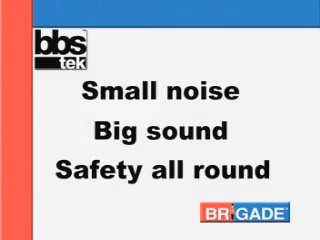 bbs
tek
Small noise
Big sound
Safety all round
BRiGADE